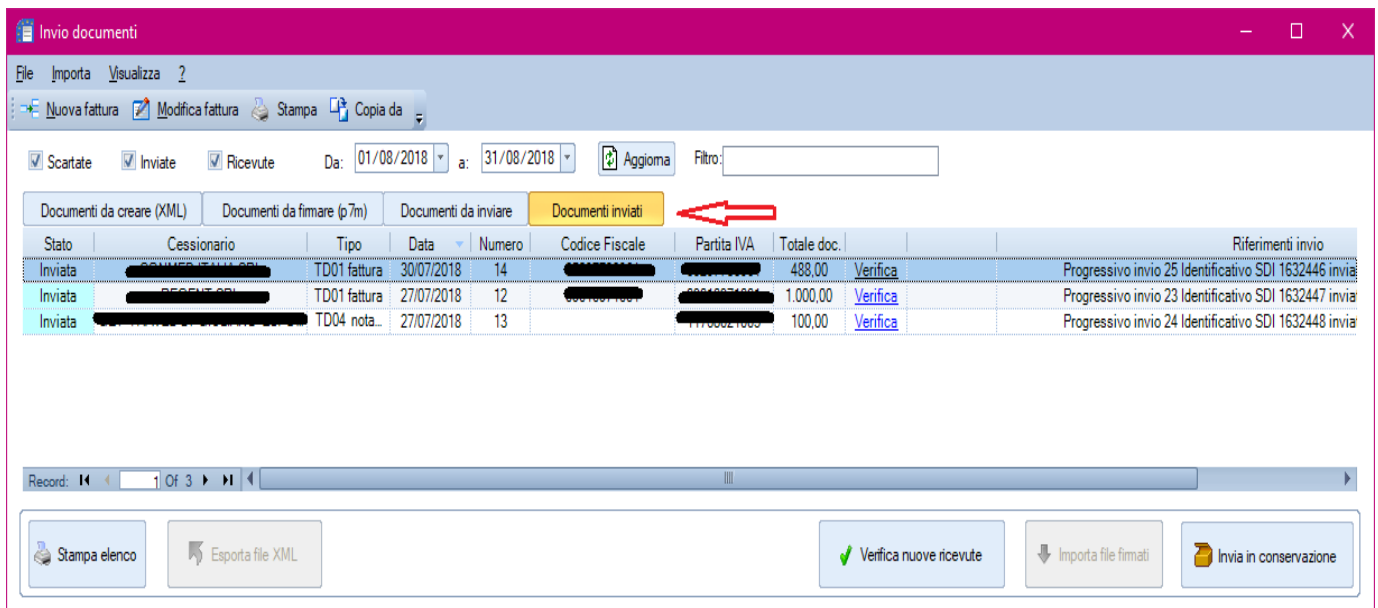 Invio documenti
File Importa Visualizza ?
Nuova fattura Modifica fattura Stampa Copia da
Scartate Inviate Ricevute Da: 01/08/2018 a: 31/08/2018 Aggiorna Filtro:
Documenti da creare (XML) Documenti da firmare (p7m) Documenti da inviare Documenti inviati
Stato Cessionario Tipo Data Numero Codice Fiscale Partita IVA Totale doc. Riferimenti invio
Inviata TD01 fattura 30/07/2018 14 488,00 Verifica Progressivo invio 25 Identificativo SDI 1632446 invia
Inviata TD01 fattura 27/07/2018 12 1.000,00 Verifica Progressivo invio 23 Identificativo SDI 1632447 invia
Inviata TD04 nota... 27/07/2018 13 100,00 Verifica Progressivo invio 24 Identificativo SDI 1632448 invia
Record: 1 Of 3
Stampa elenco Esporta file XML Verifica nuove ricevute Importa file firmati Invia in conservazione